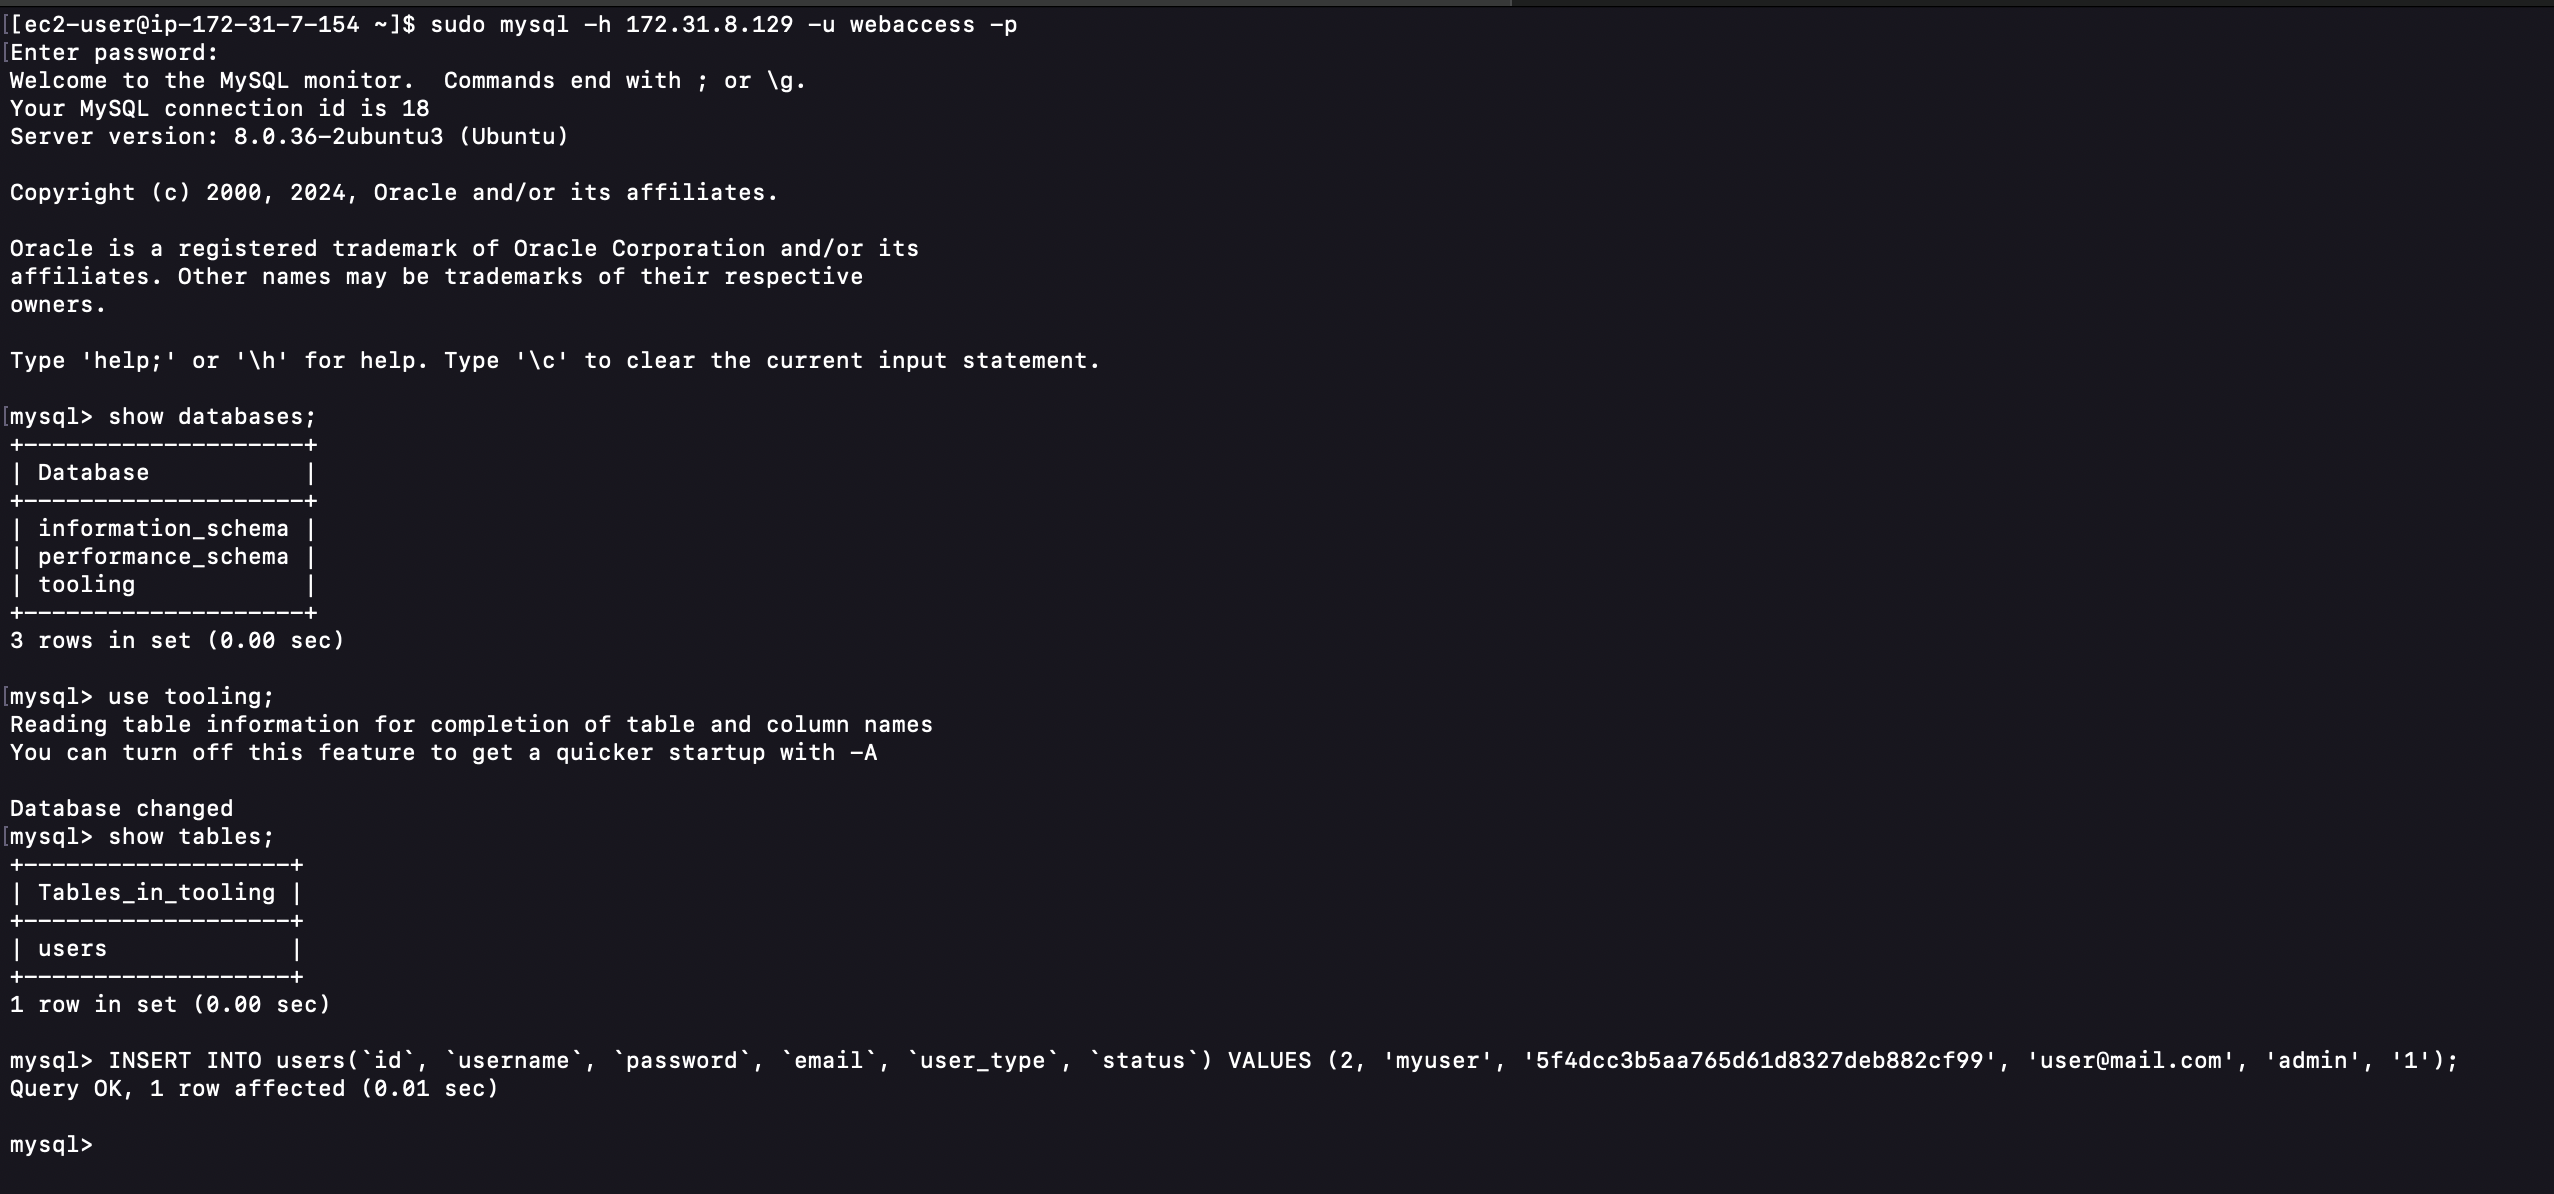 [[ec2-user@ip-172-31-7-154 ~]$ sudo mysql -h 172.31.8.129 -u webaccess -p
[Enter password:
Welcome to the MySQL monitor.  Commands end with ; or \g.
Your MySQL connection id is 18
Server version: 8.0.36-2ubuntu3 (Ubuntu)

Copyright (c) 2000, 2024, Oracle and/or its affiliates.

Oracle is a registered trademark of Oracle Corporation and/or its
affiliates. Other names may be trademarks of their respective
owners.

Type 'help;' or '\h' for help. Type '\c' to clear the current input statement.

[mysql> show databases;
+--------------------+
| Database           |
+--------------------+
| information_schema |
| performance_schema |
| tooling            |
+--------------------+
3 rows in set (0.00 sec)

[mysql> use tooling;
Reading table information for completion of table and column names
You can turn off this feature to get a quicker startup with -A

Database changed
[mysql> show tables;
+-------------------+
| Tables_in_tooling |
+-------------------+
| users             |
+-------------------+
1 row in set (0.00 sec)

mysql> INSERT INTO users(`id`, `username`, `password`, `email`, `user_type`, `status`) VALUES (2, 'myuser', '5f4dcc3b5aa765d61d8327deb882cf99', 'user@mail.com', 'admin', '1');
Query OK, 1 row affected (0.01 sec)

mysql>